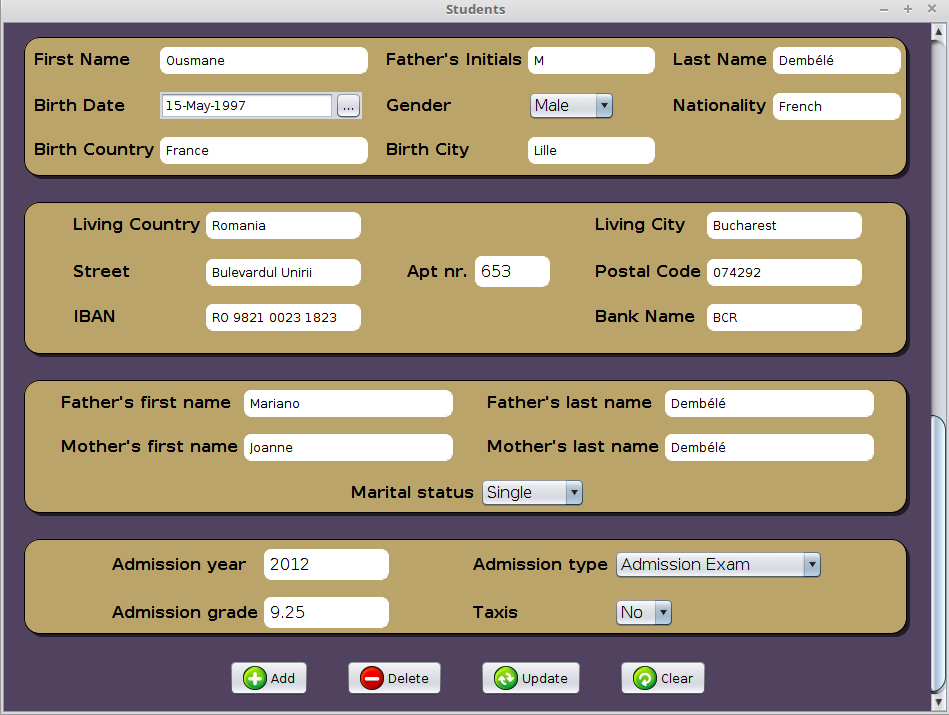 Students
First Name Ousmane Father's Initials M Last Name Dembélé
Birth Date 15-May-1997 ... Gender Male Nationality French
Birth Country France Birth City Lille
Living Country Romania Living City Bucharest
Street Bulevardul Unirii Apt nr. 653 Postal Code 074292
IBAN RO 9821 0023 1823 Bank Name BCR
Father's first name Mariano Father's last name Dembélé
Mother's first name Joanne Mother's last name Dembélé
Marital status Single
Admission year 2012 Admission type Admission Exam
Admission grade 9.25 Taxis No
Add Delete Update Clear